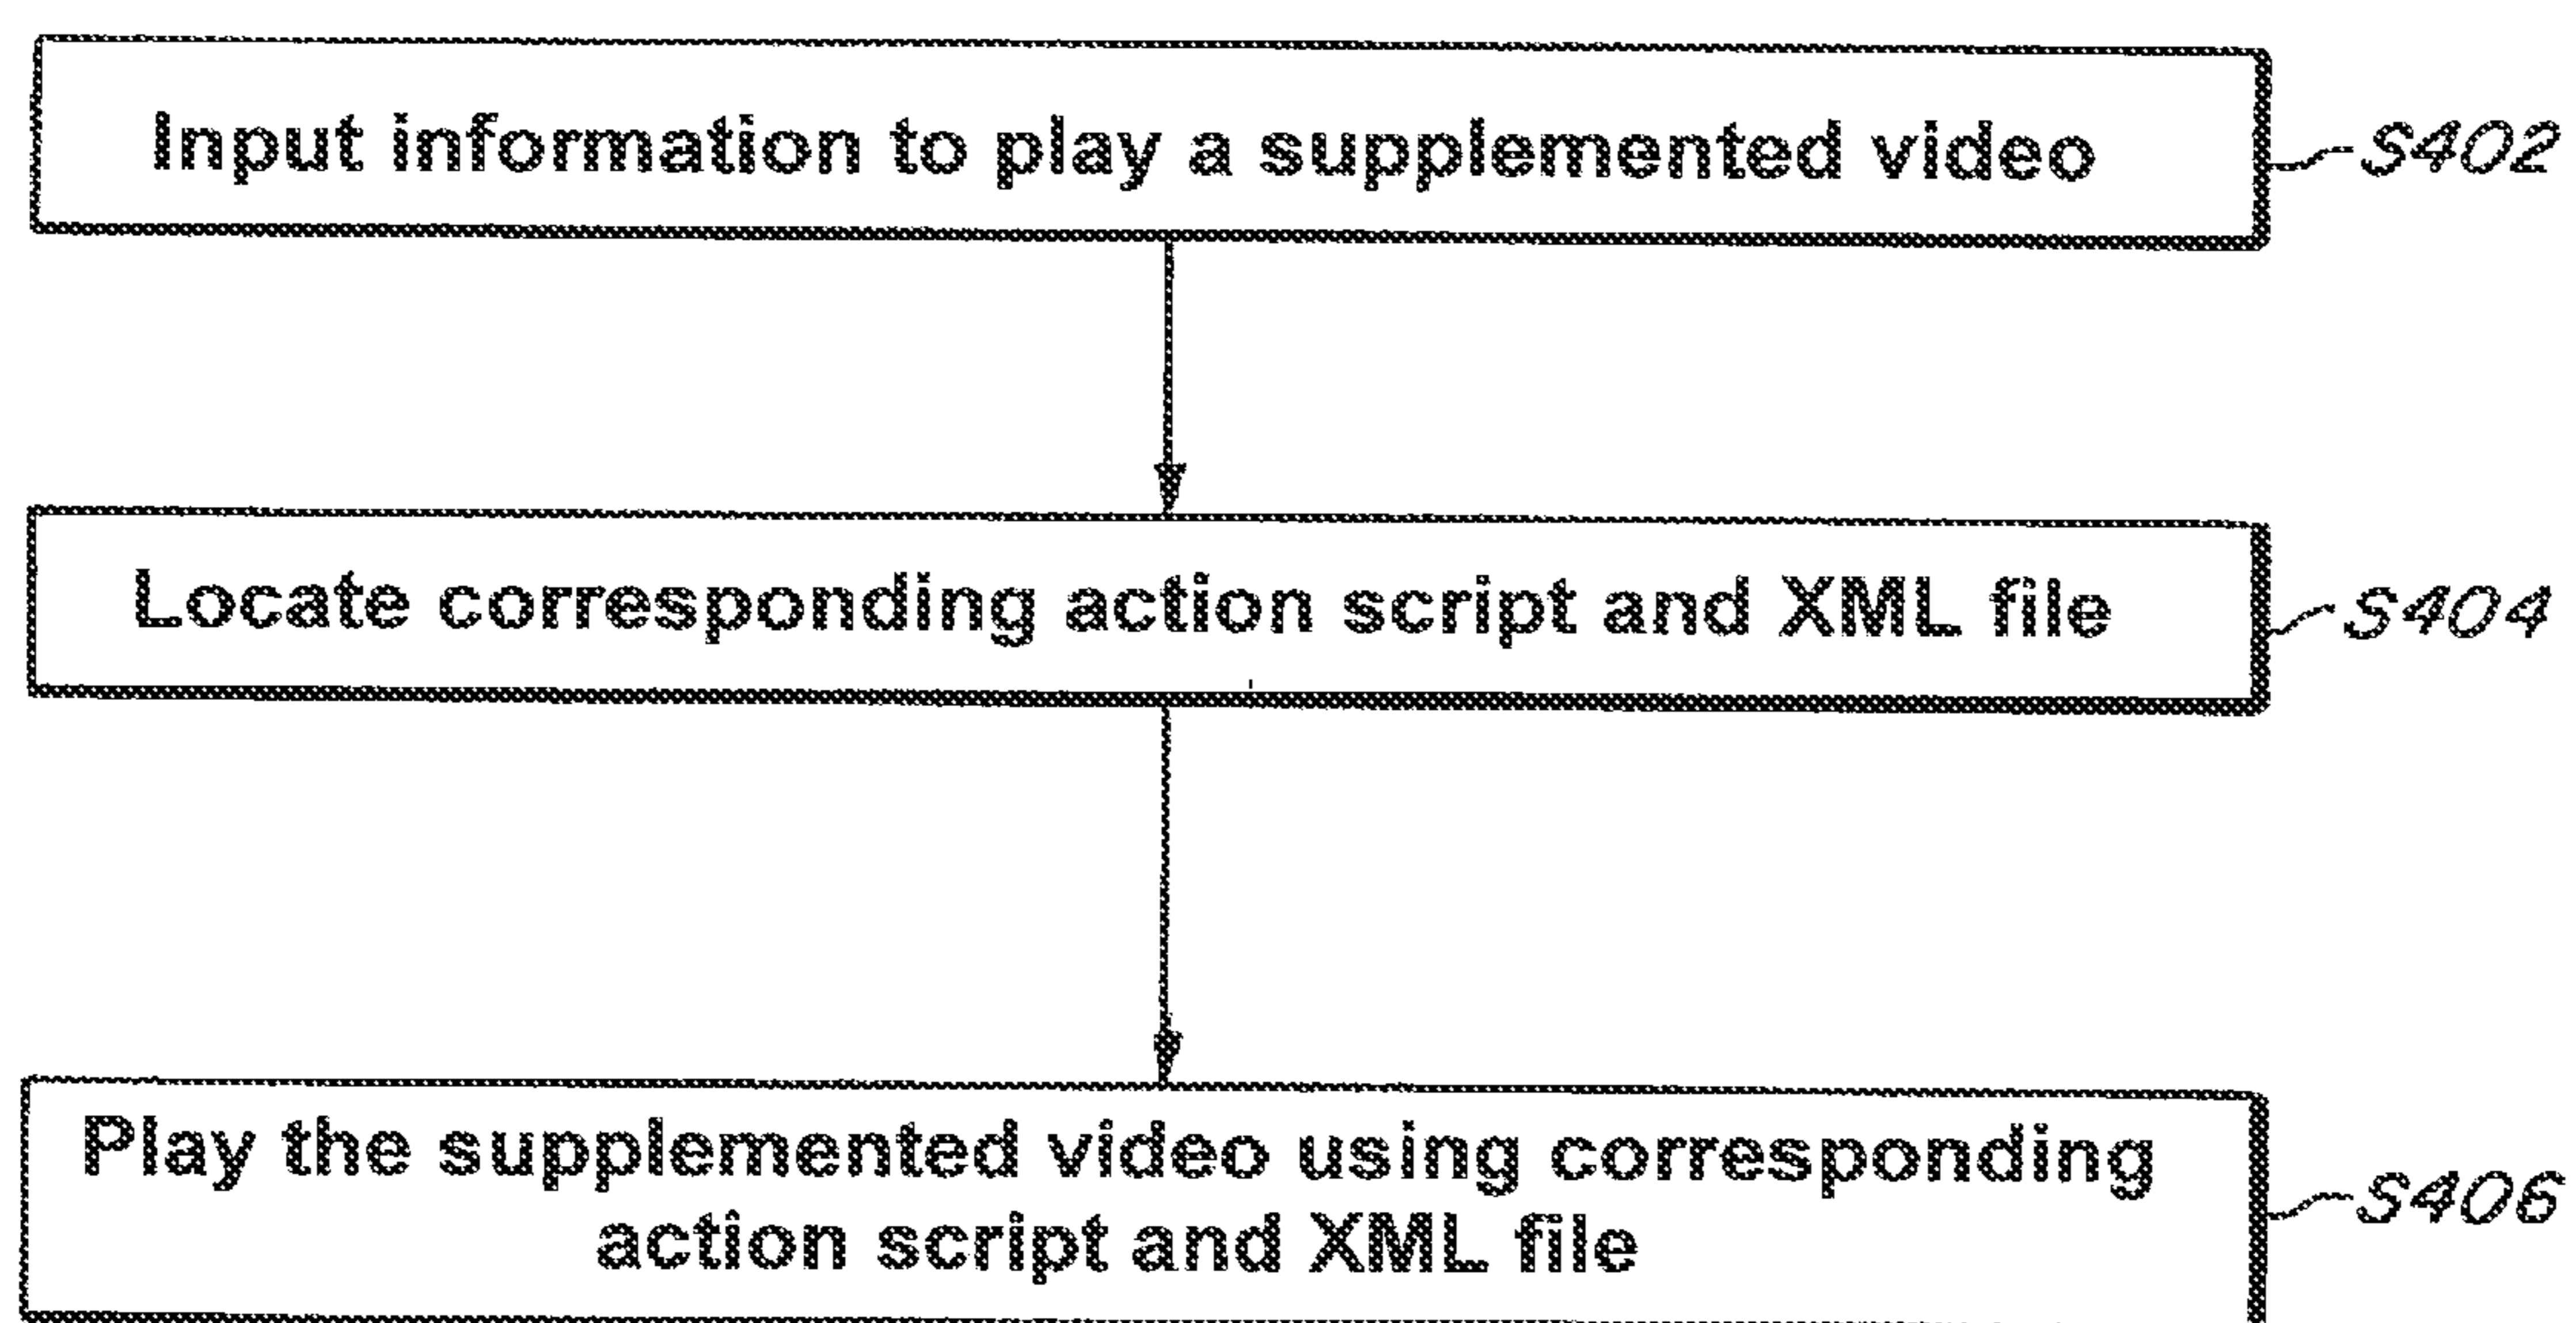 Input information to play a supplemented video
S402
Locate corresponding action script and XML file
S404
Play the supplemented video using corresponding
action script and XML file
S406